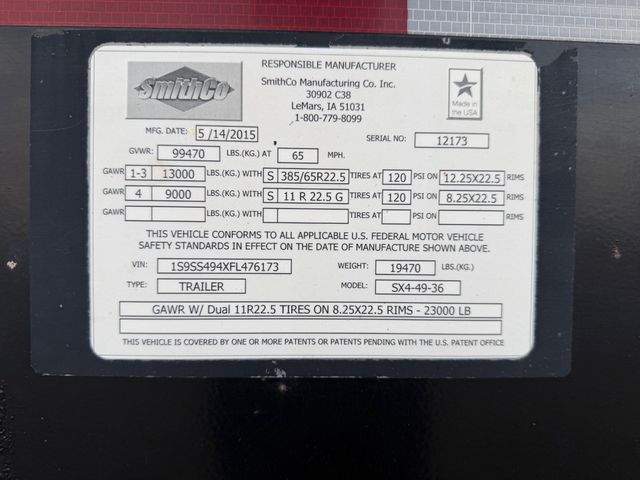 RESPONSIBLE MANUFACTURER
SmithCo
SmithCo Manufacturing Co. Inc.
30902 C38
LeMars, IA 51031
1-800-779-8099
Made in
the USA
MFG. DATE: 5 /14/2015 SERIAL NO: 12173
GVWR: 99470 LBS.(KG.) AT 65 MPH.
GAWR 1-3 13000 LBS.(KG.) WITH S 385/65R22.5 TIRES AT 120 PSI ON 12.25X22.5 RIMS
GAWR 4 9000 LBS.(KG.) WITH S 11 R 22.5 G TIRES AT 120 PSI ON 8.25X22.5 RIMS
GAWR LBS.(KG.) WITH TIRES AT PSI ON RIMS
THIS VEHICLE CONFORMS TO ALL APPLICABLE U.S. FEDERAL MOTOR VEHICLE
SAFETY STANDARDS IN EFFECT ON THE DATE OF MANUFACTURE SHOWN ABOVE.
VIN: 1S9SS494XFL476173 WEIGHT: 19470 LBS.(KG.)
TYPE: TRAILER MODEL: SX4-49-36
GAWR W/ Dual 11R22.5 TIRES ON 8.25X22.5 RIMS - 23000 LB
THIS VEHICLE IS COVERED BY ONE OR MORE PATENTS OR PATENTS PENDING WITH THE U.S. PATENT OFFICE